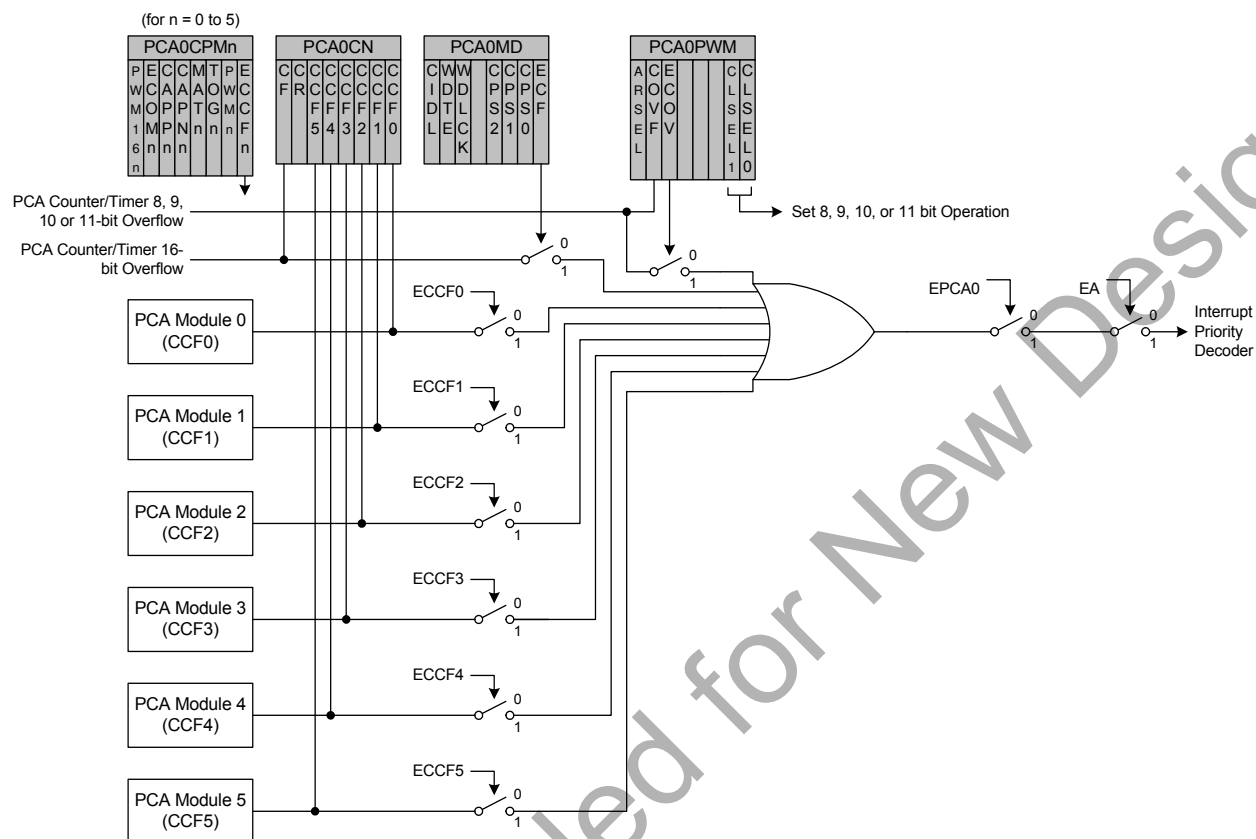 (for n = 0 to 5)
PCA0CPMn
PWM16n
ECOMn
CAPPn
CAPNn
MATn
TOGn
PWMn
ECCFn
PCA0CN
CF
CR
CCF5
CCF4
CCF3
CCF2
CCF1
CCF0
PCA0MD
CIDL
WDTE
WDLCK
CPS2
CPS1
CPS0
ECF
PCA0PWM
ARSEL
COVF
ECOV
CLSEL1
CLSEL0
PCA Counter/Timer 8, 9,
10 or 11-bit Overflow
Set 8, 9, 10, or 11 bit Operation
PCA Counter/Timer 16-
bit Overflow
0
1
0
1
PCA Module 0
(CCF0)
ECCF0
0
1
EPCA0
0
1
EA
0
1
Interrupt
Priority
Decoder
PCA Module 1
(CCF1)
ECCF1
0
1
PCA Module 2
(CCF2)
ECCF2
0
1
PCA Module 3
(CCF3)
ECCF3
0
1
PCA Module 4
(CCF4)
ECCF4
0
1
PCA Module 5
(CCF5)
ECCF5
0
1
for New